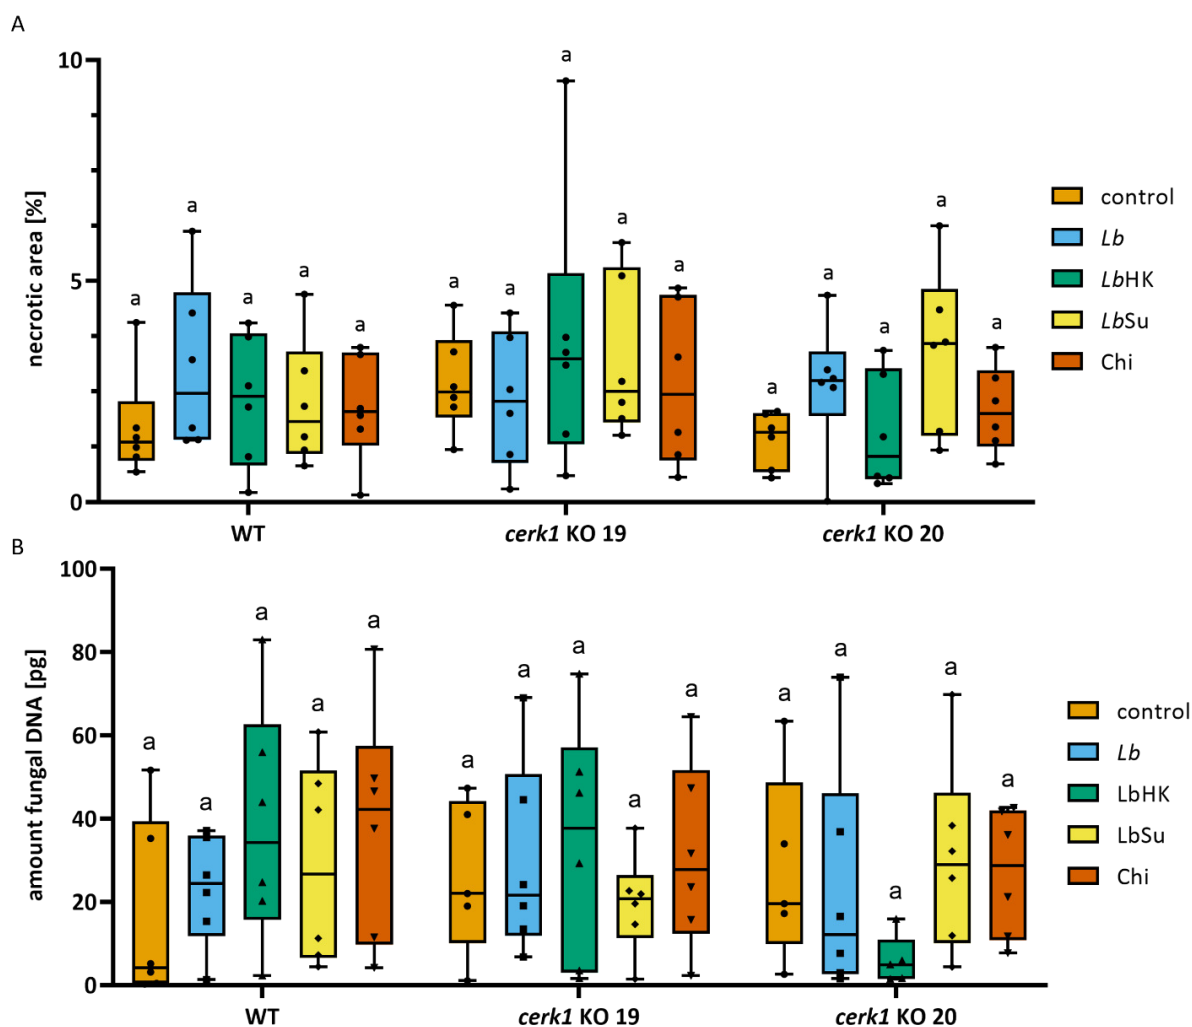 A
10
5
0
necrotic area [%]
a a a a a a a a a a a a a a a
WT cerk1 KO 19 cerk1 KO 20
control
Lb
LbHK
LbSu
Chi
B
100
80
60
40
20
0
amount fungal DNA [pg]
a a a a a a a a a a a a a a a
WT cerk1 KO 19 cerk1 KO 20
control
Lb
LbHK
LbSu
Chi